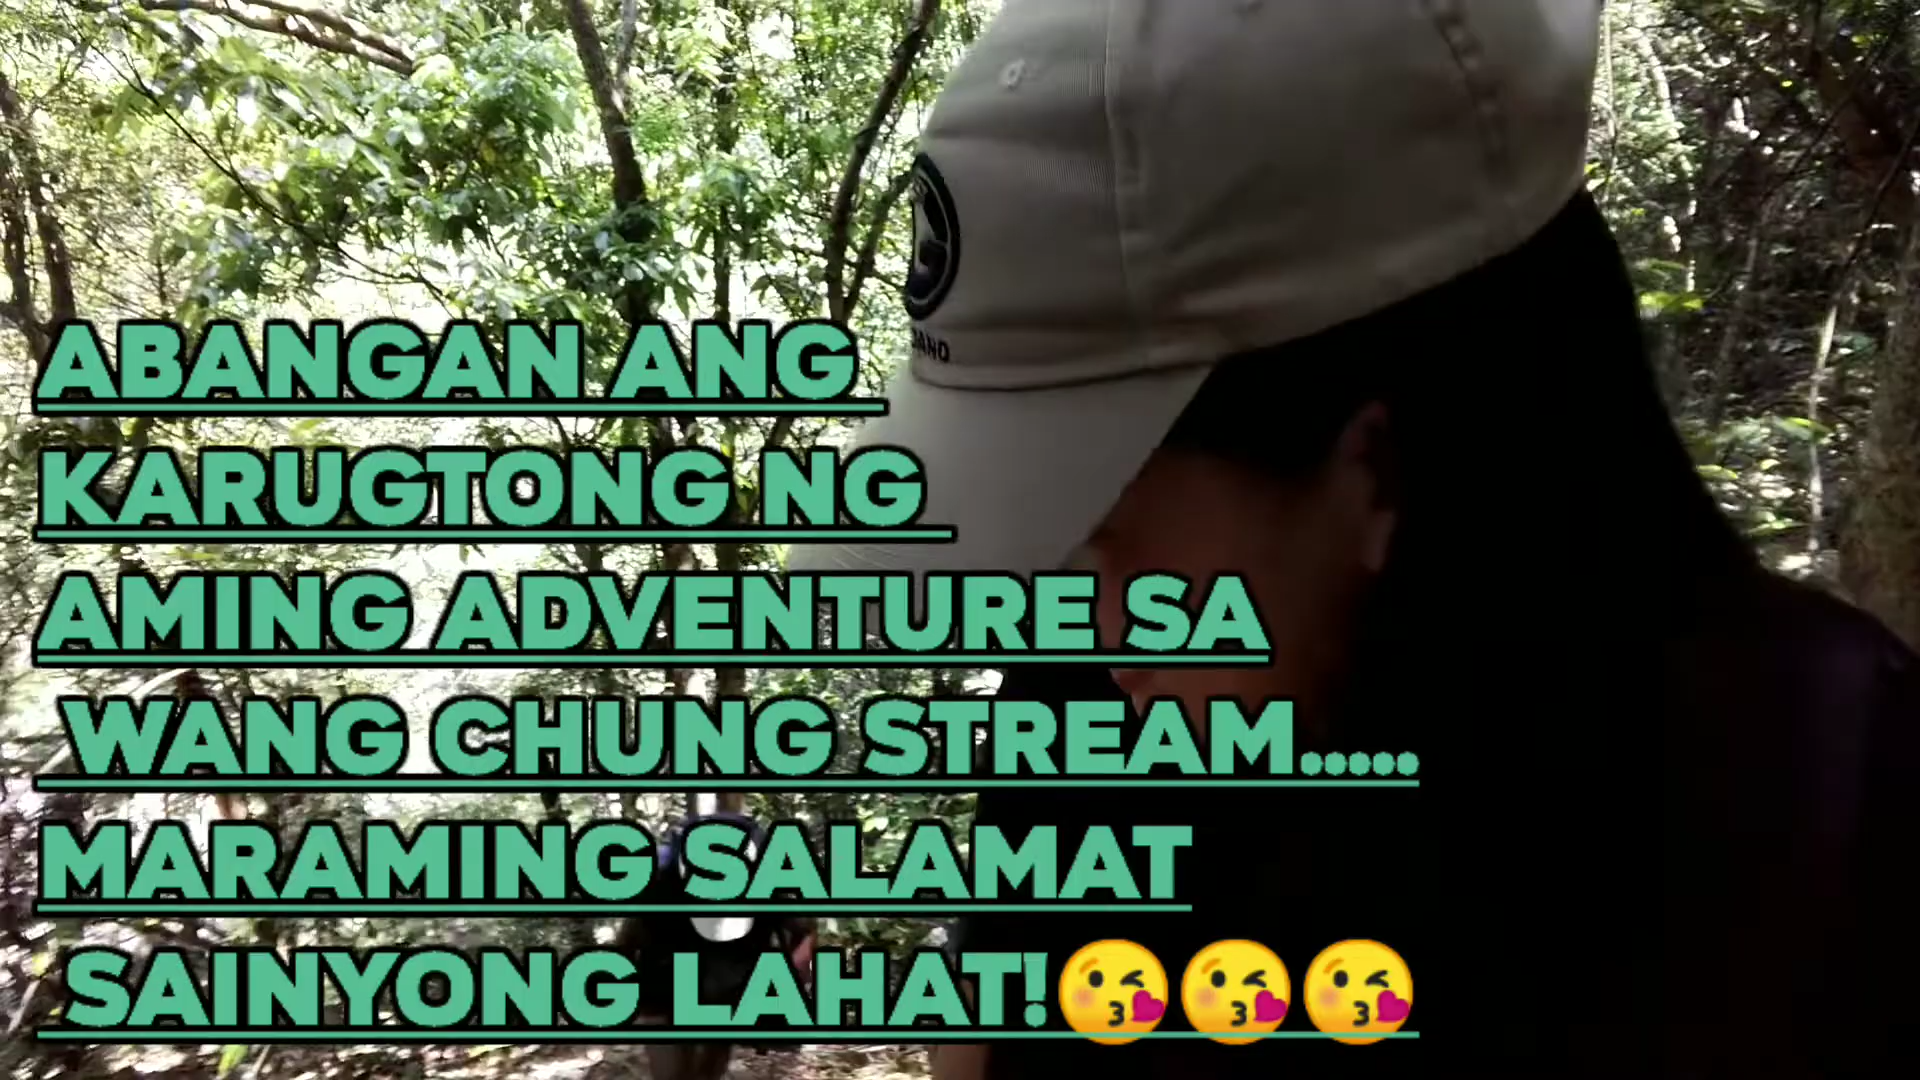 ABANGAN ANG
KARUGTONG NG
AMING ADVENTURE SA
WANG CHUNG STREAM.....
MARAMING SALAMAT
SAINYONG LAHAT!😘😘😘